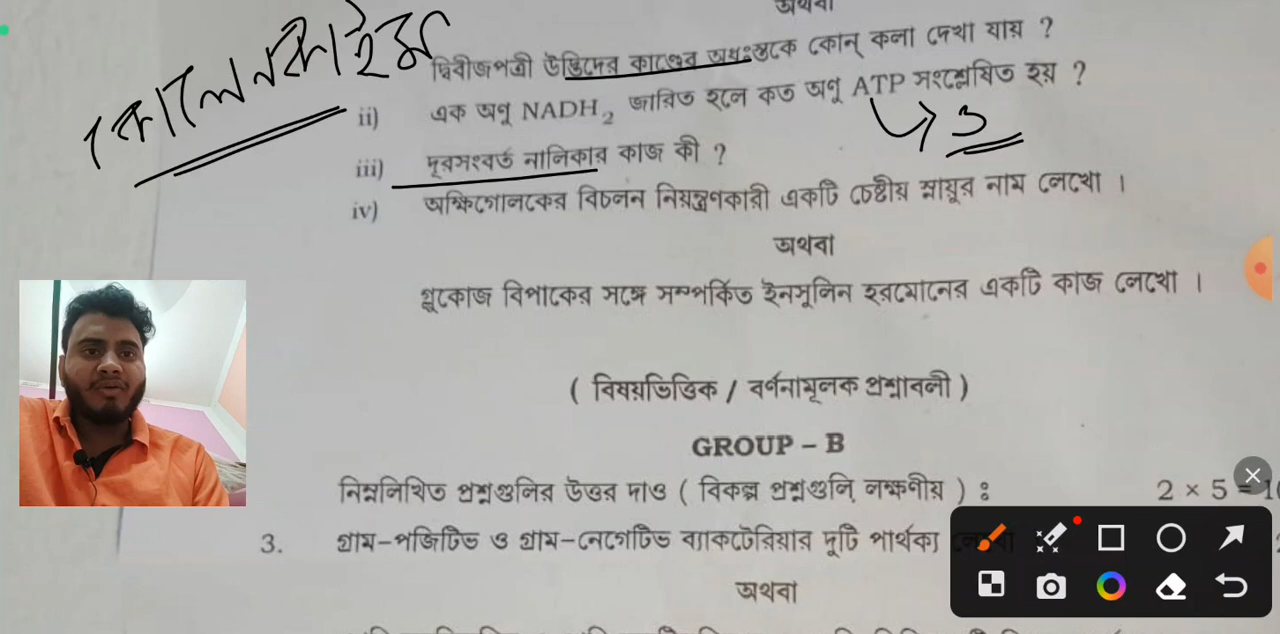 অথবা
কোলেনকাইমা
দ্বিবীজপত্রী উদ্ভিদের কাণ্ডের অধঃস্তুকে কোন্ কলা দেখা যায় ?
ii) এক অণু NADH2 জারিত হলে কত অণু ATP সংশ্লেষিত হয় ?
→ 3
iii) দূরসংবর্ত নালিকার কাজ কী ?
iv) অক্ষিগোলকের বিচলন নিয়ন্ত্রণকারী একটি চেষ্টীয় স্নায়ুর নাম লেখো ।
অথবা
গ্লুকোজ বিপাকের সঙ্গে সম্পর্কিত ইনসুলিন হরমোনের একটি কাজ লেখো ।
( বিষয়ভিত্তিক / বর্ণনামূলক প্রশ্নাবলী )
GROUP – B
নিম্নলিখিত প্রশ্নগুলির উত্তর দাও ( বিকল্প প্রশ্নগুলি লক্ষণীয় ) : 2 × 5 =
3. গ্রাম-পজিটিভ ও গ্রাম-নেগেটিভ ব্যাকটেরিয়ার দুটি পার্থক্য লেখো
অথবা